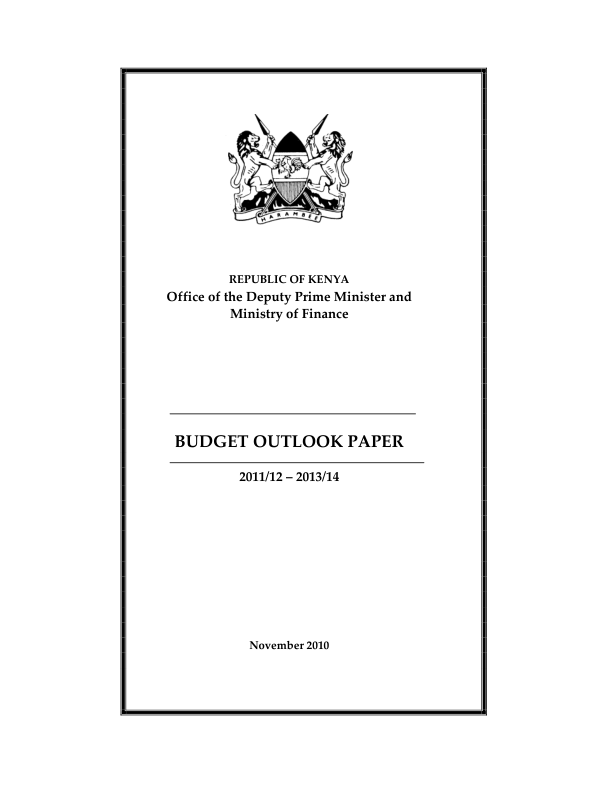 HARAMBEE
REPUBLIC OF KENYA
Office of the Deputy Prime Minister and
Ministry of Finance
BUDGET OUTLOOK PAPER
2011/12 – 2013/14
November 2010